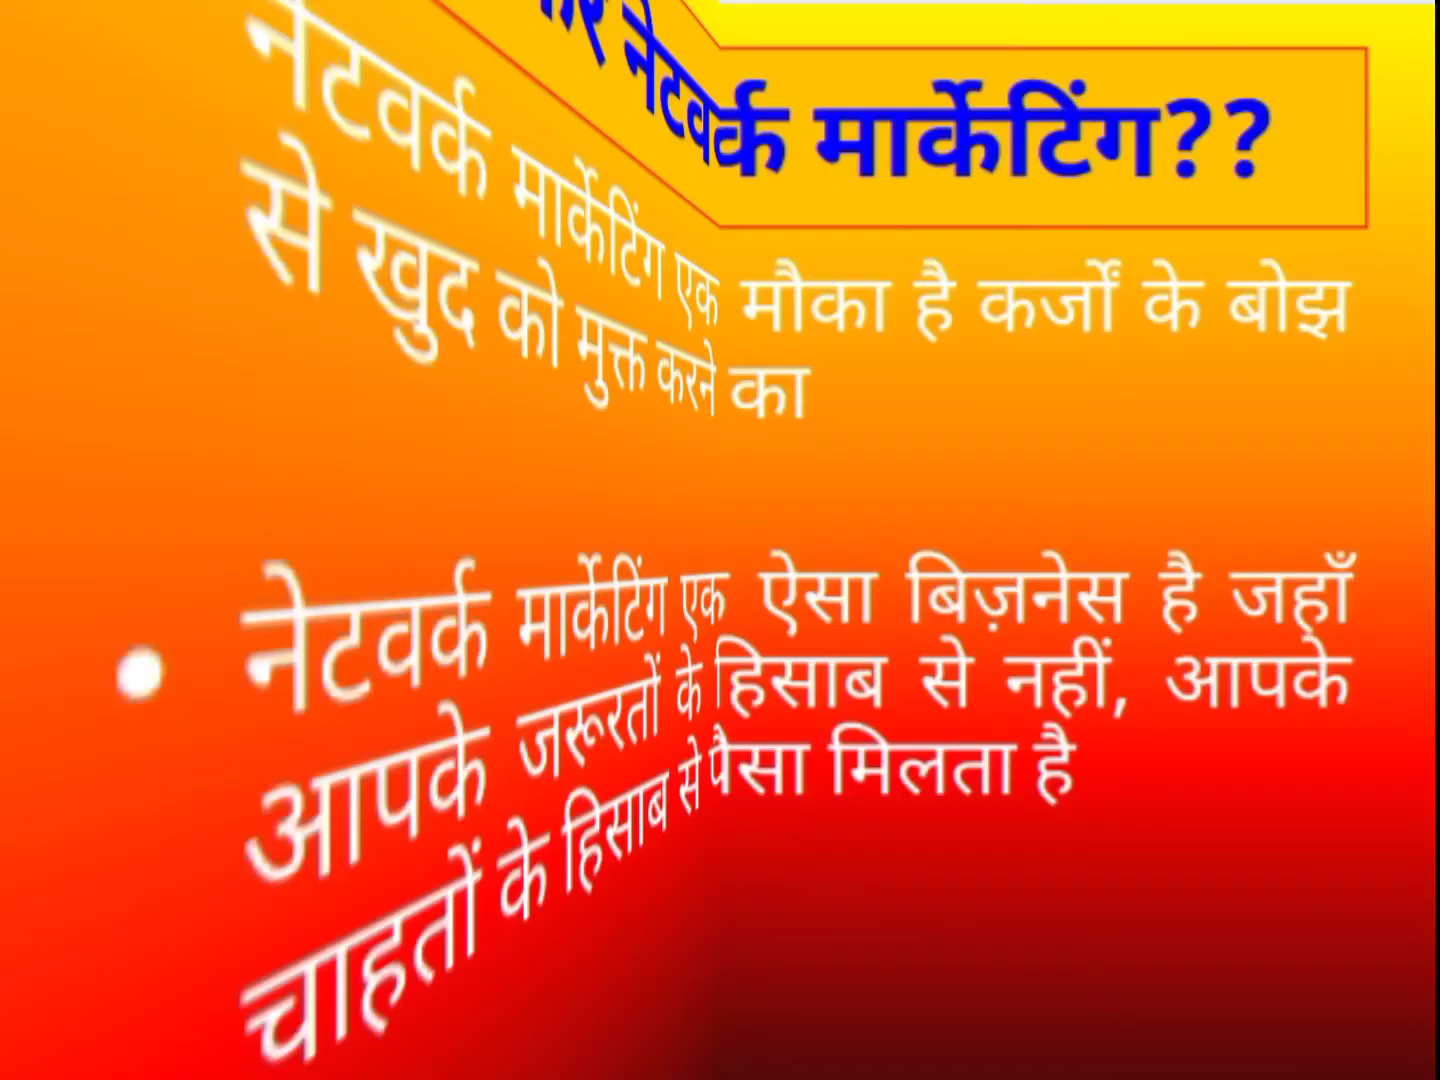 नेटवर्क मार्केटिंग??
नेटवर्क मार्केटिंग एक मौका है कर्जों के बोझ
से खुद को मुक्त करने का
नेटवर्क मार्केटिंग एक ऐसा बिज़नेस है जहाँ
आपके जरूरतों के हिसाब से नहीं, आपके
चाहतों के हिसाब से पैसा मिलता है